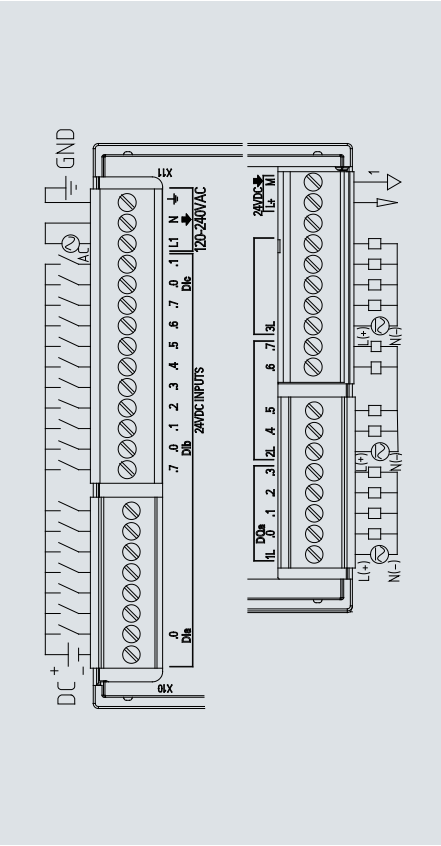 GND
AC
DC
+
-
X11
120-240VAC
N
L1
.1
.0
DIc
.7
.6
.5
.4
.3
.2
.1
.0
DIb
.7
24VDC INPUTS
.0
DIa
X10
24VDC
M
L+
3L
.7
.6
.5
.4
2L
.3
.2
.1
.0
1L
DQa
1
L(+)
N(-)
L(+)
N(-)
L(+)
N(-)